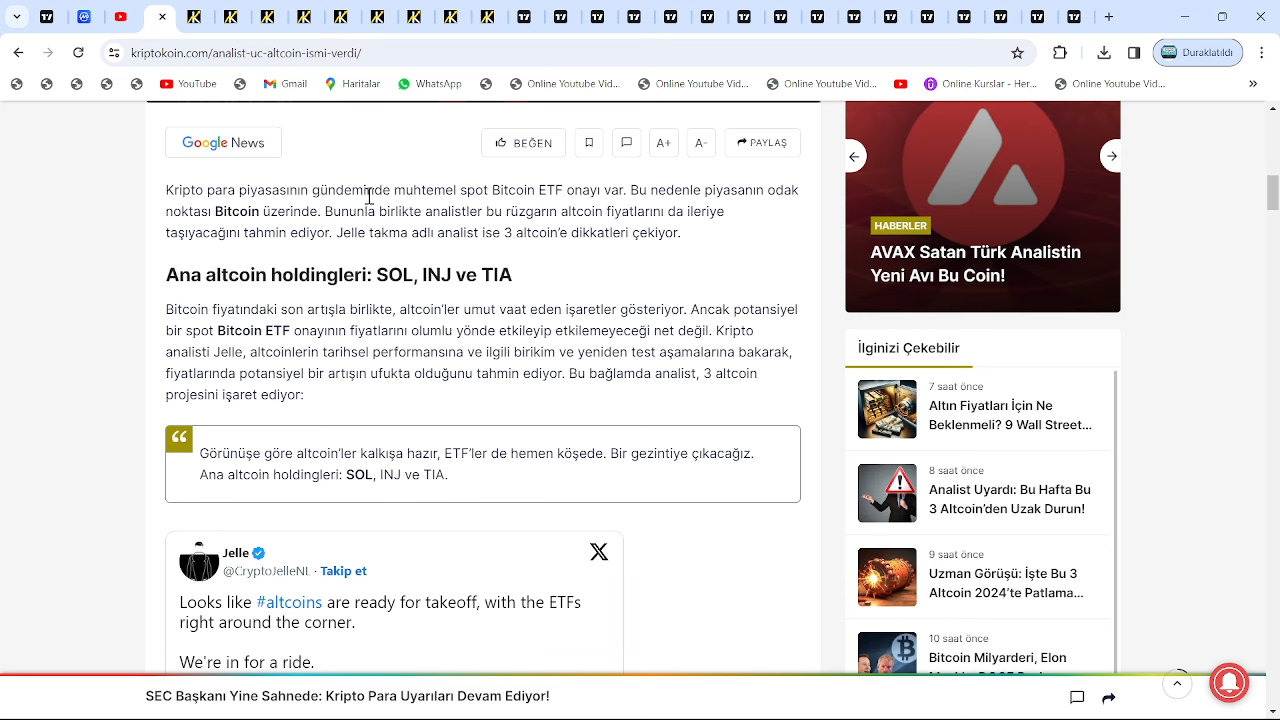 kriptokoin.com/analist-uc-altcoin-ismi-verdi/
Duraklatıldı
YouTube
Gmail
Haritalar
WhatsApp
Online Youtube Vid...
Online Youtube Vid...
Online Youtube Vid...
Online Kurslar - Her...
Online Youtube Vid...
Google News
BEĞEN
A+
A-
PAYLAŞ
Kripto para piyasasının gündeminde muhtemel spot Bitcoin ETF onayı var. Bu nedenle piyasanın odak
noktası Bitcoin üzerinde. Bununla birlikte analistler bu rüzgarın altcoin fiyatlarını da ileriye
taşıyacağını tahmin ediyor. Jelle takma adlı analist ise 3 altcoin’e dikkatleri çekiyor.
Ana altcoin holdingleri: SOL, INJ ve TIA
Bitcoin fiyatındaki son artışla birlikte, altcoin’ler umut vaat eden işaretler gösteriyor. Ancak potansiyel
bir spot Bitcoin ETF onayının fiyatlarını olumlu yönde etkileyip etkilemeyeceği net değil. Kripto
analisti Jelle, altcoinlerin tarihsel performansına ve ilgili birikim ve yeniden test aşamalarına bakarak,
fiyatlarında potansiyel bir artışın ufukta olduğunu tahmin ediyor. Bu bağlamda analist, 3 altcoin
projesini işaret ediyor:
Görünüşe göre altcoin’ler kalkışa hazır, ETF’ler de hemen köşede. Bir gezintiye çıkacağız.
Ana altcoin holdingleri: SOL, INJ ve TIA.
Jelle
@CryptoJelleNL · Takip et
Looks like #altcoins are ready for takeoff, with the ETFs
right around the corner.
We're in for a ride.
HABERLER
AVAX Satan Türk Analistin
Yeni Avı Bu Coin!
İlginizi Çekebilir
7 saat önce
Altın Fiyatları İçin Ne
Beklenmeli? 9 Wall Street...
8 saat önce
Analist Uyardı: Bu Hafta Bu
3 Altcoin’den Uzak Durun!
9 saat önce
Uzman Görüşü: İşte Bu 3
Altcoin 2024’te Patlama...
10 saat önce
Bitcoin Milyarderi, Elon
SEC Başkanı Yine Sahnede: Kripto Para Uyarıları Devam Ediyor!